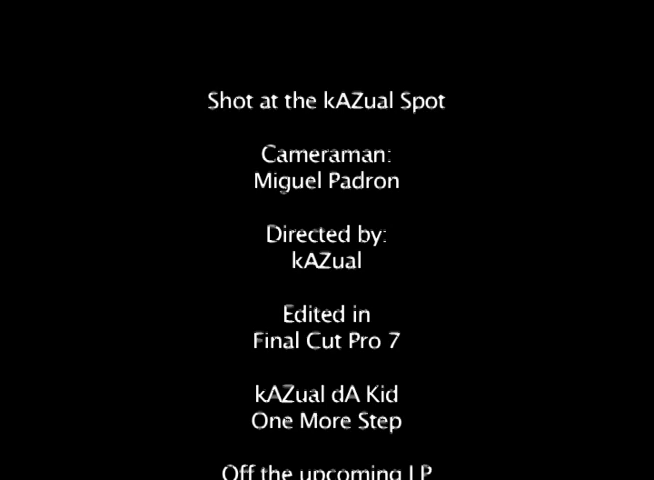 Shot at the kAZual Spot
Cameraman:
Miguel Padron
Directed by:
kAZual
Edited in
Final Cut Pro 7
kAZual dA Kid
One More Step
Off the upcoming LP